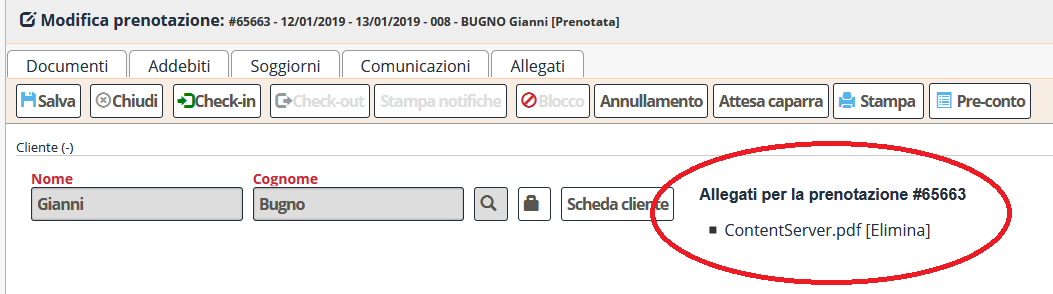 Modifica prenotazione: #65663 - 12/01/2019 - 13/01/2019 - 008 - BUGNO Gianni [Prenotata]
Documenti Addebiti Soggiorni Comunicazioni Allegati
Salva Chiudi Check-in Check-out Stampa notifiche Blocco Annullamento Attesa caparra Stampa Pre-conto
Cliente (-)
Nome Cognome
Gianni Bugno Scheda cliente
Allegati per la prenotazione #65663
ContentServer.pdf [Elimina]